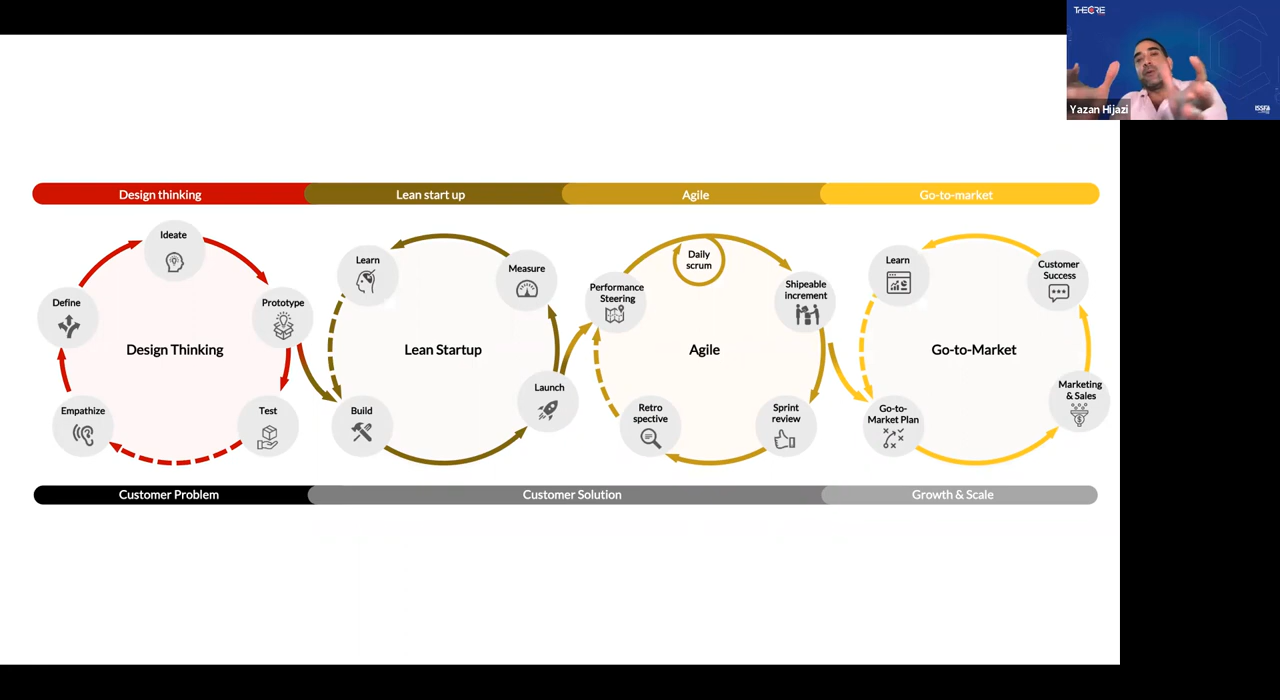 THECORE
Yazan Hijazi
ISSFA
Design thinking
Lean start up
Agile
Go-to-market
Ideate
Define
Prototype
Design Thinking
Empathize
Test
Learn
Measure
Lean Startup
Launch
Build
Daily
scrum
Performance
Steering
Shipeable
increment
Agile
Retro
spective
Sprint
review
Learn
Customer
Success
Go-to-Market
Marketing
& Sales
Go-to-
Market Plan
Customer Problem
Customer Solution
Growth & Scale